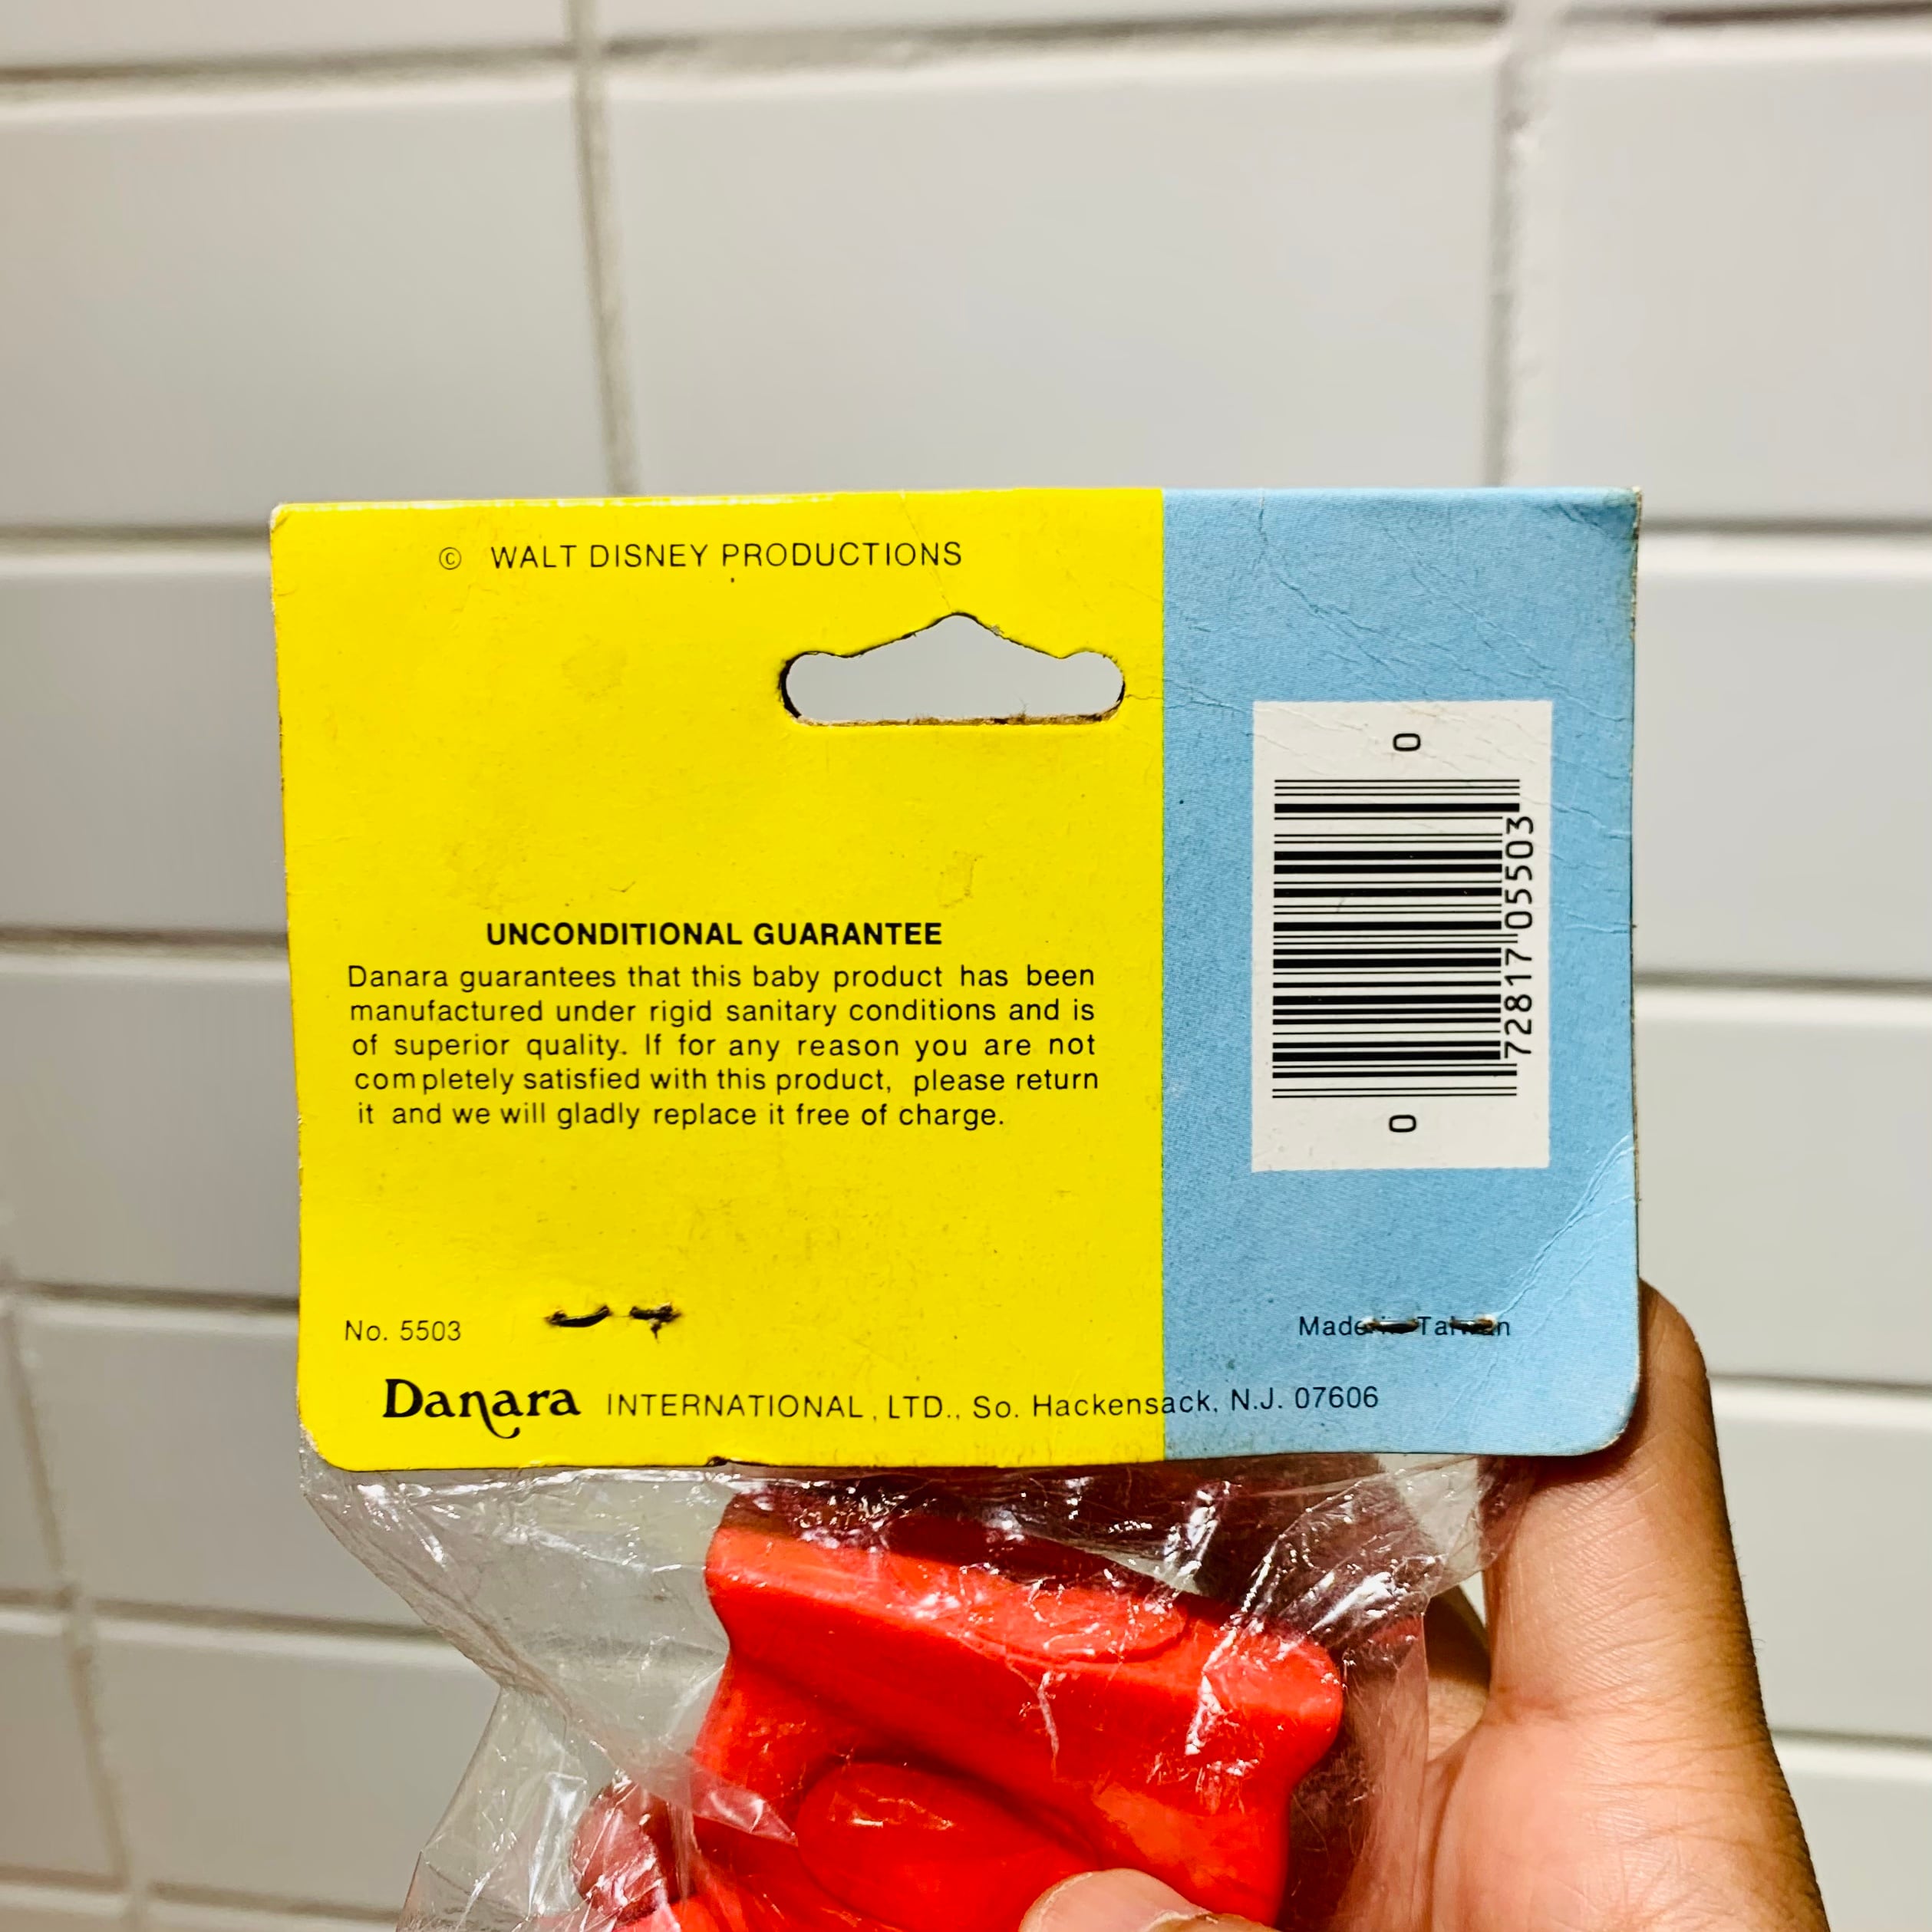 © WALT DISNEY PRODUCTIONS
UNCONDITIONAL GUARANTEE
Danara guarantees that this baby product has been
manufactured under rigid sanitary conditions and is
of superior quality. If for any reason you are not
completely satisfied with this product, please return
it and we will gladly replace it free of charge.
No. 5503
Made in Taiwan
Danara INTERNATIONAL, LTD., So. Hackensack, N.J. 07606
0 72817 05503 0